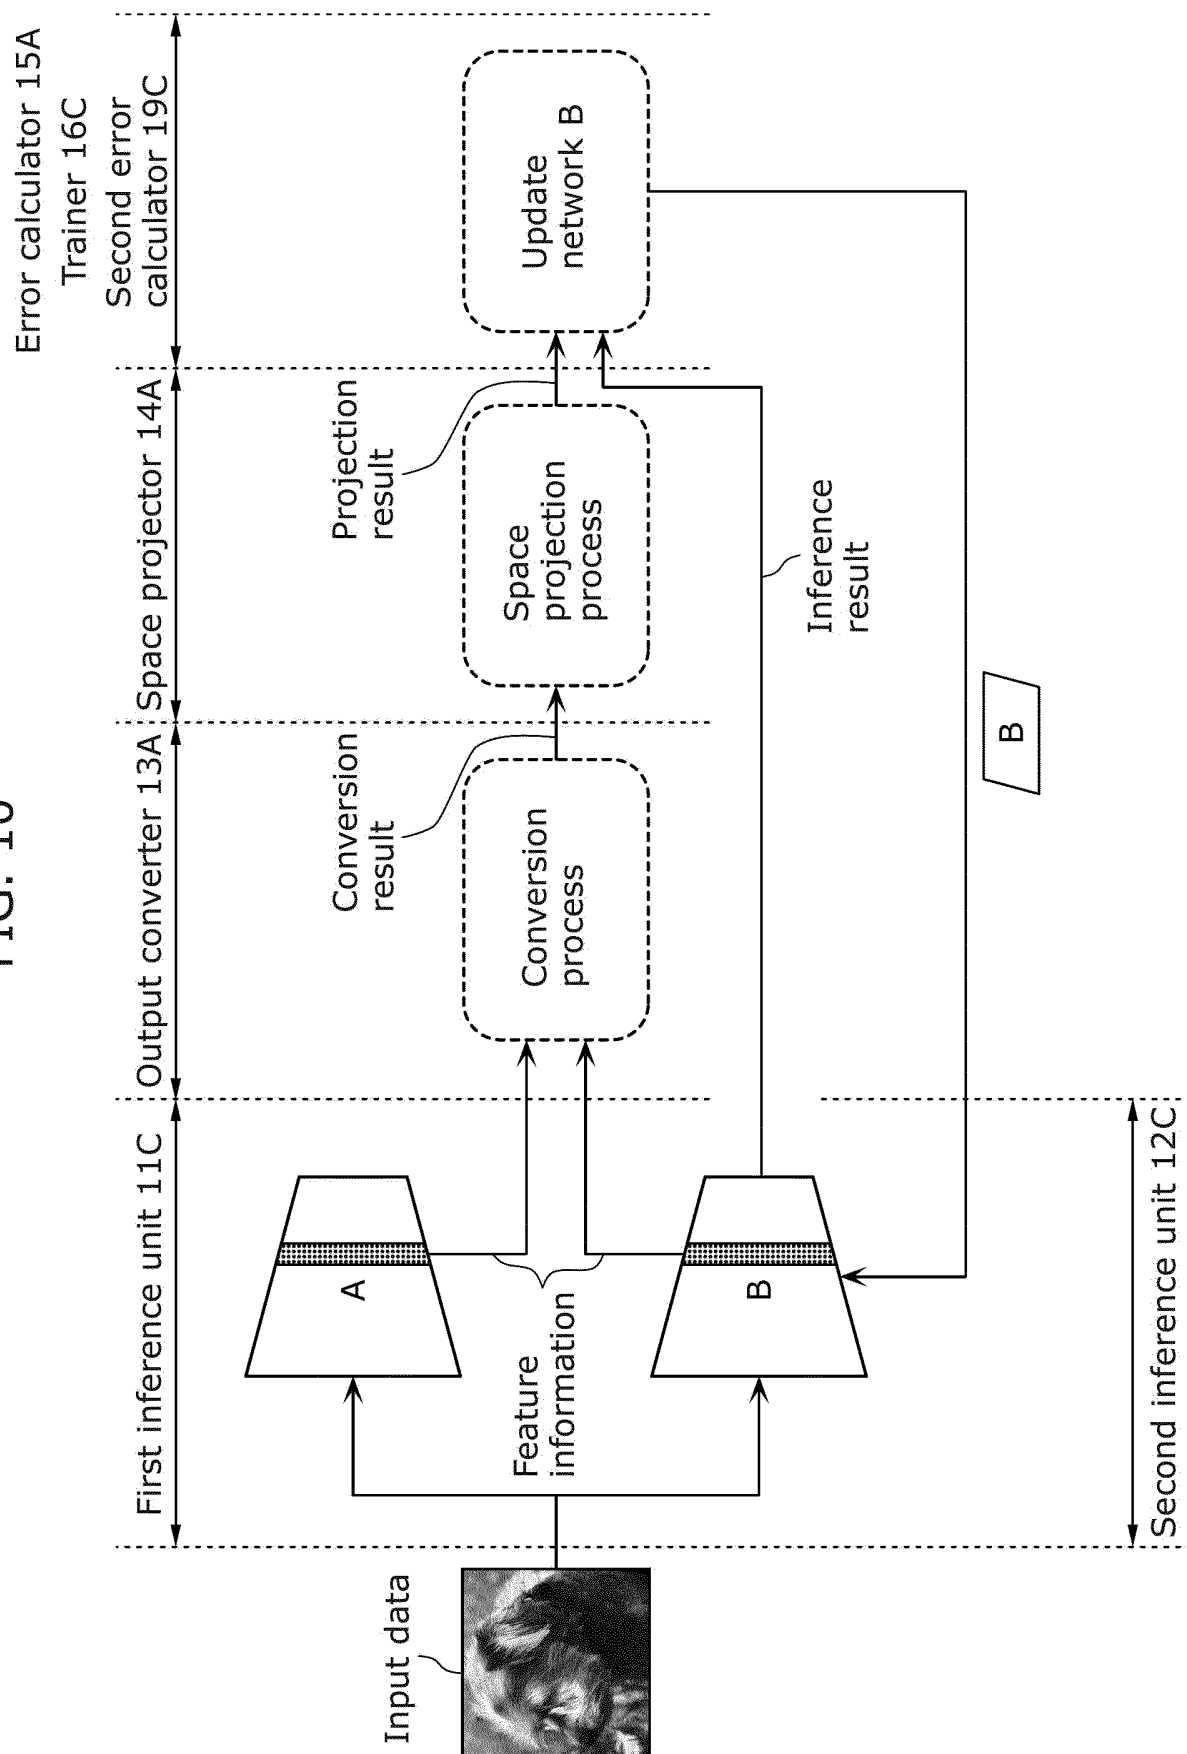 FIG. 10
Error calculator 15A
Trainer 16C
Second error
calculator 19C
First inference unit 11C
Output converter 13A
Space projector 14A
Input data
A
Feature
information
B
Conversion
process
Conversion
result
Space
projection
process
Projection
result
Update
network B
Inference
result
B
Second inference unit 12C